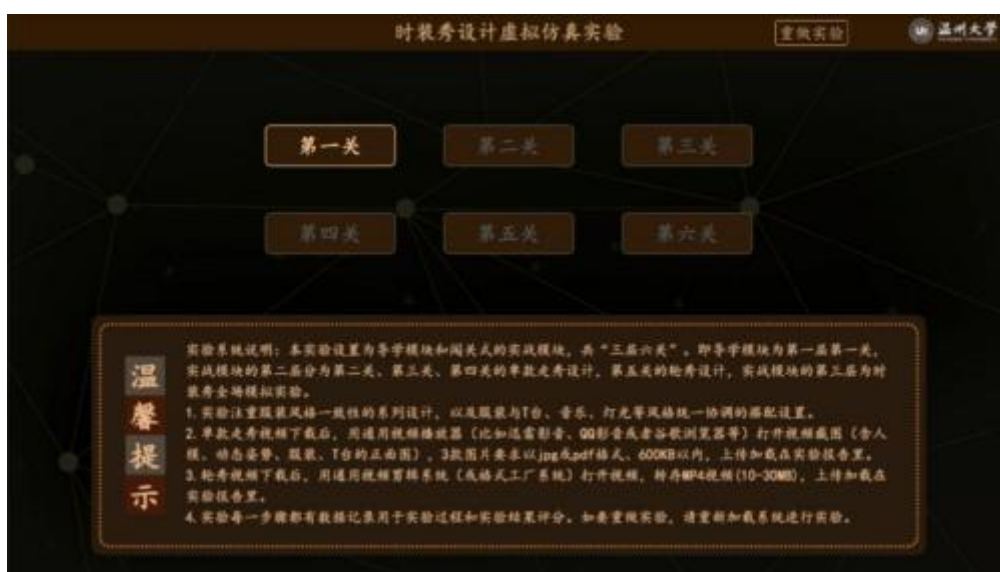 时装秀设计虚拟仿真实验
重做实验
温州大学
第一关
第二关
第三关
第四关
第五关
第六关
温馨提示
实验系统说明：本实验设置为导学模块和闯关式的实战模块，共“三层六关”。即导学模块为第一层第一关，
实战模块的第二层分为第二关、第三关、第四关的单款走秀设计，第五关的轮秀设计，实战模块的第三层为时
装秀全场模拟实验。
1.实验注重服装风格一致性的系列设计，以及服装与T台、音乐、灯光等风格统一协调的搭配设置。
2.单款走秀视频下载后，用通用视频播放器（比如迅雷影音、QQ影音或者谷歌浏览器等）打开视频截图（含人
模、动态姿势、服装、T台的正面图），3款图片要求以jpg或pdf格式、600KB以内，上传加载在实验报告里。
3.轮秀视频下载后，用通用视频剪辑系统（或格式工厂系统）打开视频，转存MP4视频(10-30MB)，上传加载在
实验报告里。
4.实验每一步骤都有数据记录用于实验过程和实验结果评分。如要重做实验，请重新加载系统进行实验。